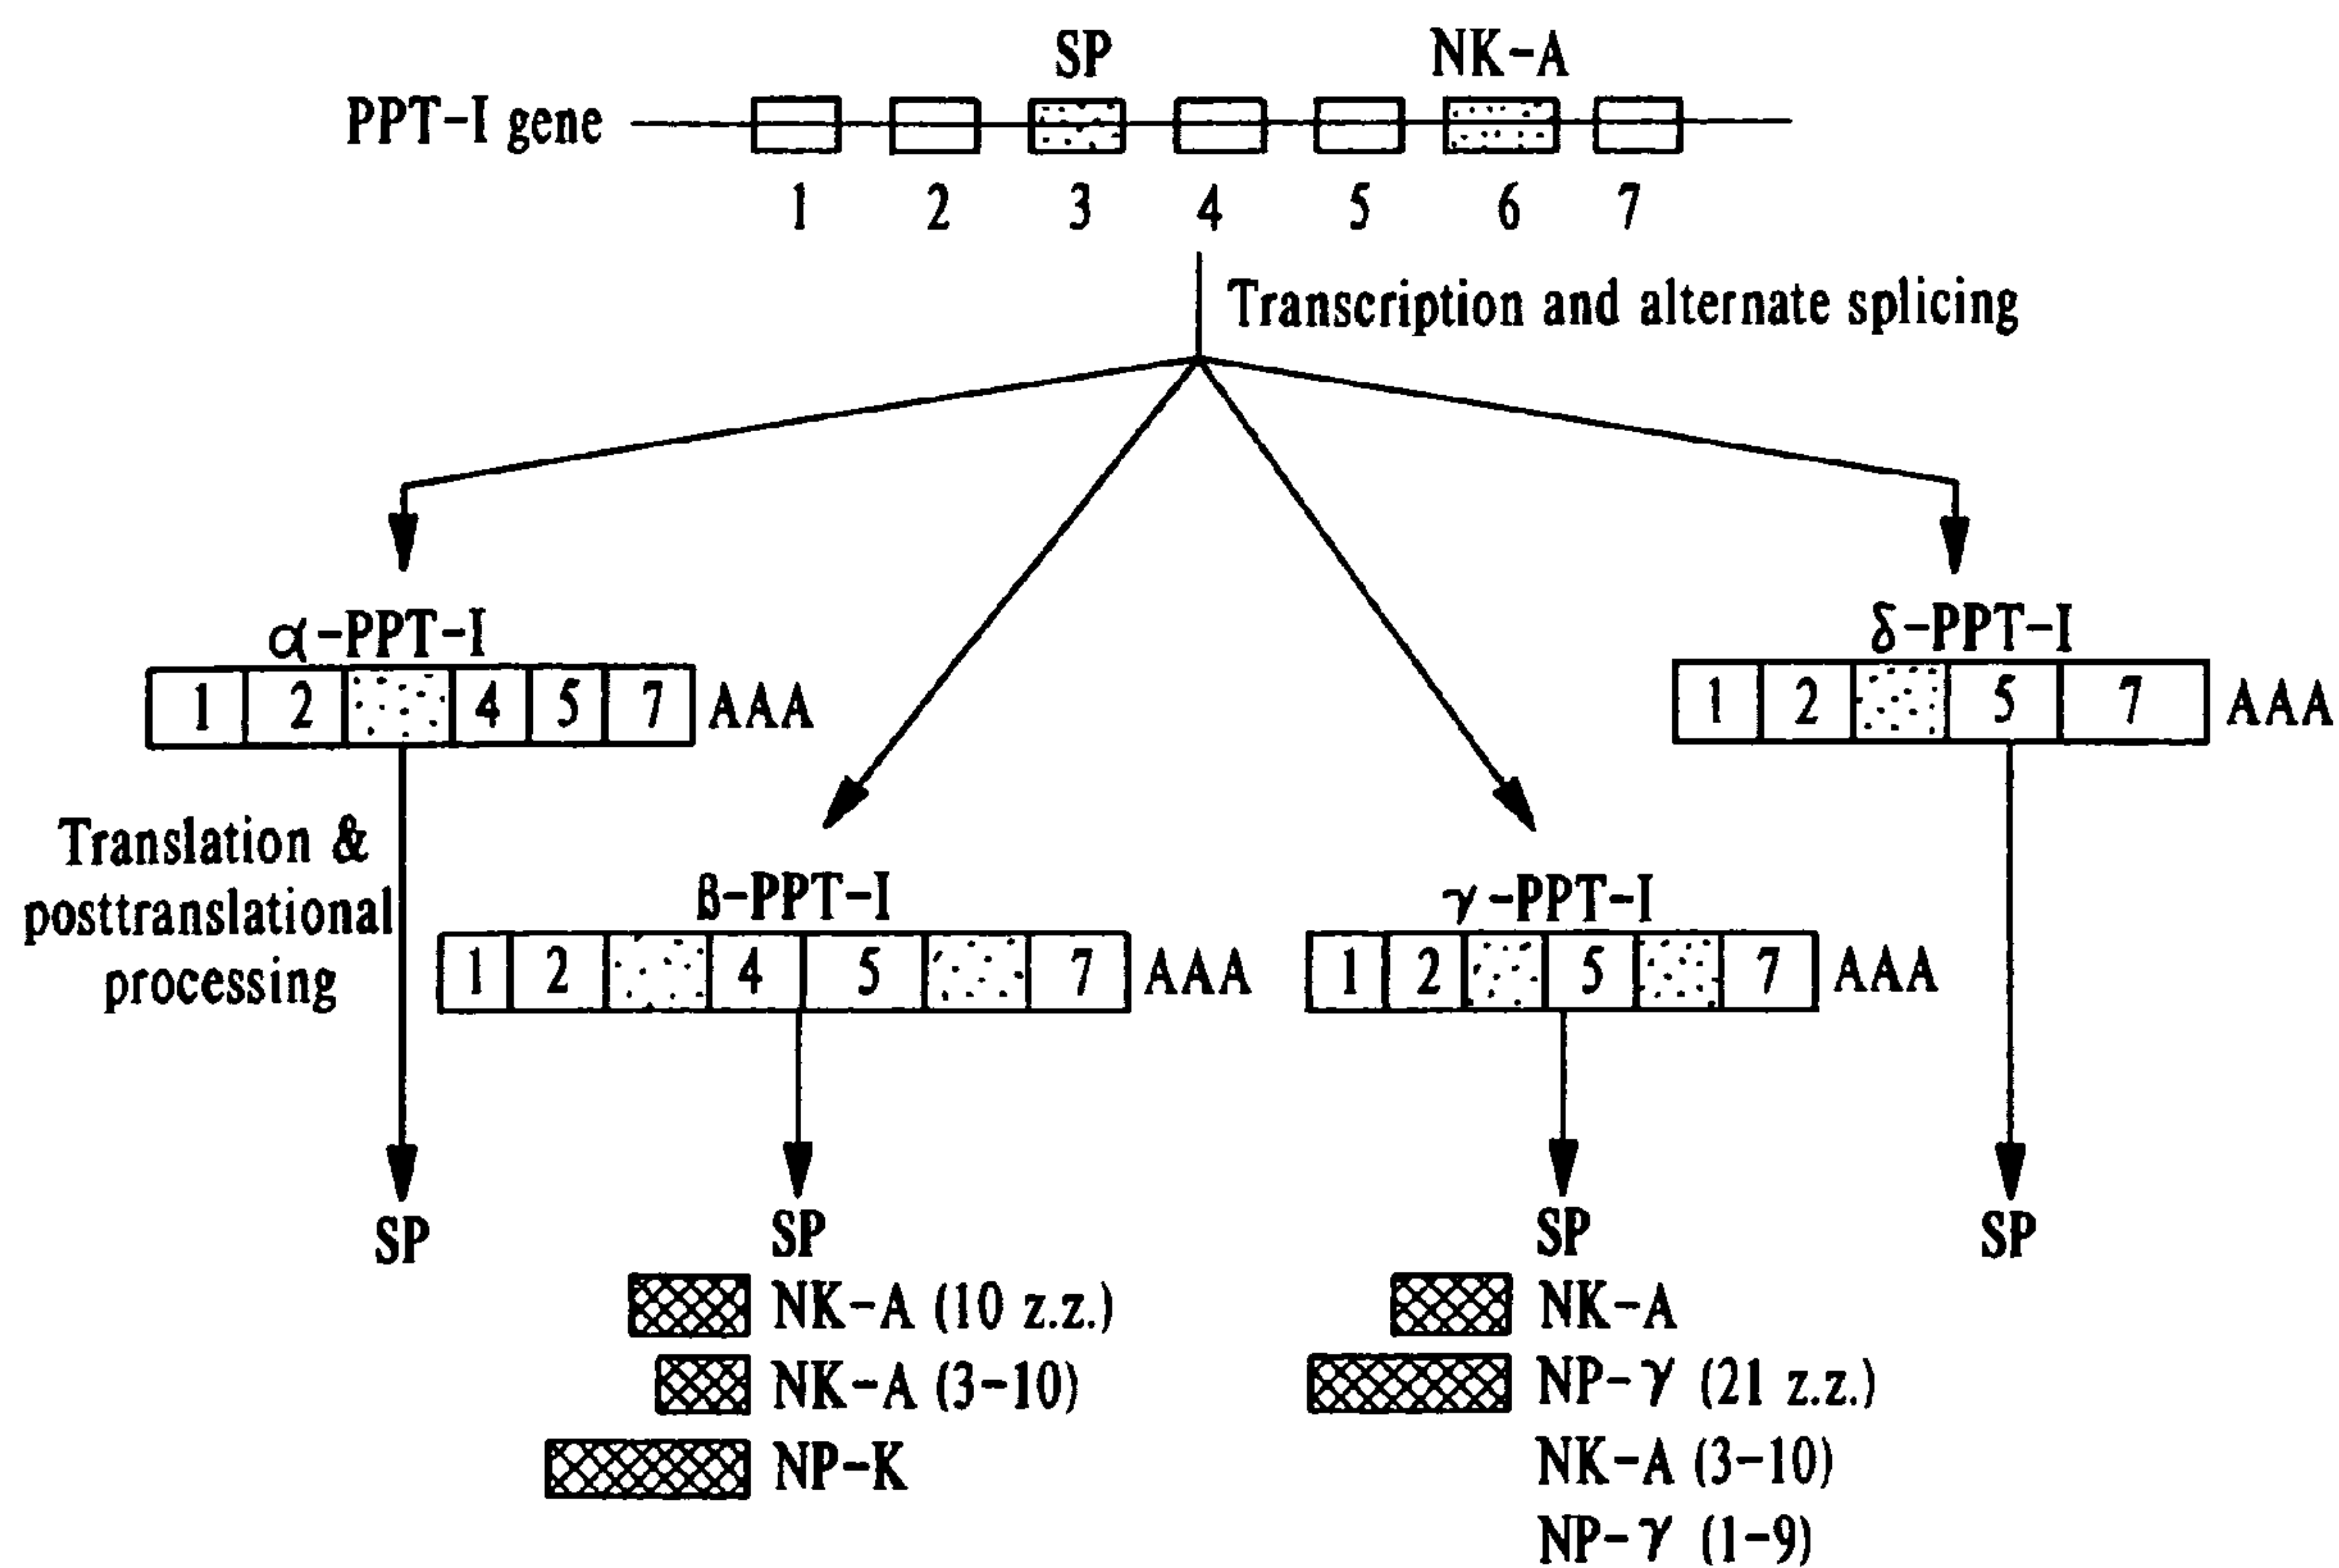 SP NK-A
PPT-I gene
1 2 3 4 5 6 7
Transcription and alternate splicing
α-PPT-I
1 2 4 5 7 AAA
δ-PPT-I
1 2 5 7 AAA
Translation &
posttranslational
processing
β-PPT-I
1 2 4 5 7 AAA
γ-PPT-I
1 2 5 7 AAA
SP
SP
NK-A (10 z.z.)
NK-A (3-10)
NP-K
SP
NK-A
NP-γ (21 z.z.)
NK-A (3-10)
NP-γ (1-9)
SP